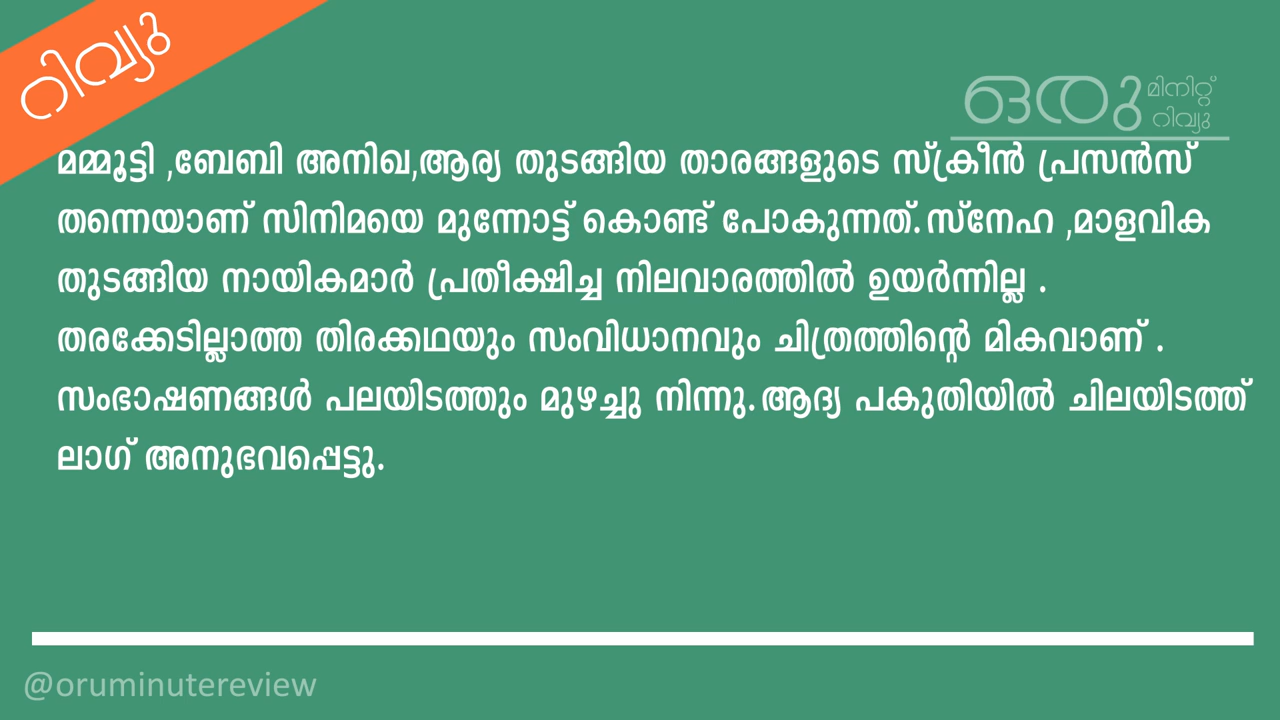 റിവ്യു
ഒരു മിനിറ്റ് റിവ്യു
മമ്മൂട്ടി ,ബേബി അനിഖ,ആര്യ തുടങ്ങിയ താരങ്ങളുടെ സ്ക്രീൻ പ്രസൻസ്
തന്നെയാണ് സിനിമയെ മുന്നോട്ട് കൊണ്ട് പോകുന്നത്.സ്നേഹ ,മാളവിക
തുടങ്ങിയ നായികമാർ പ്രതീക്ഷിച്ച നിലവാരത്തിൽ ഉയർന്നില്ല .
തരക്കേടില്ലാത്ത തിരക്കഥയും സംവിധാനവും ചിത്രത്തിന്റെ മികവാണ് .
സംഭാഷണങ്ങൾ പലയിടത്തും മുഴച്ചു നിന്നു.ആദ്യ പകുതിയിൽ ചിലയിടത്ത്
ലാഗ് അനുഭവപ്പെട്ടു.
@oruminutereview